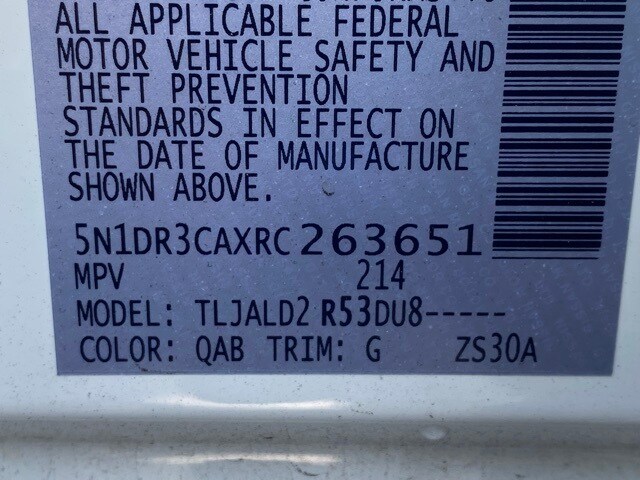 ALL APPLICABLE FEDERAL
MOTOR VEHICLE SAFETY AND
THEFT PREVENTION
STANDARDS IN EFFECT ON
THE DATE OF MANUFACTURE
SHOWN ABOVE.
5N1DR3CAXRC263651
MPV 214
MODEL: TLJALD2 R53DU8-----
COLOR: QAB TRIM: G ZS30A